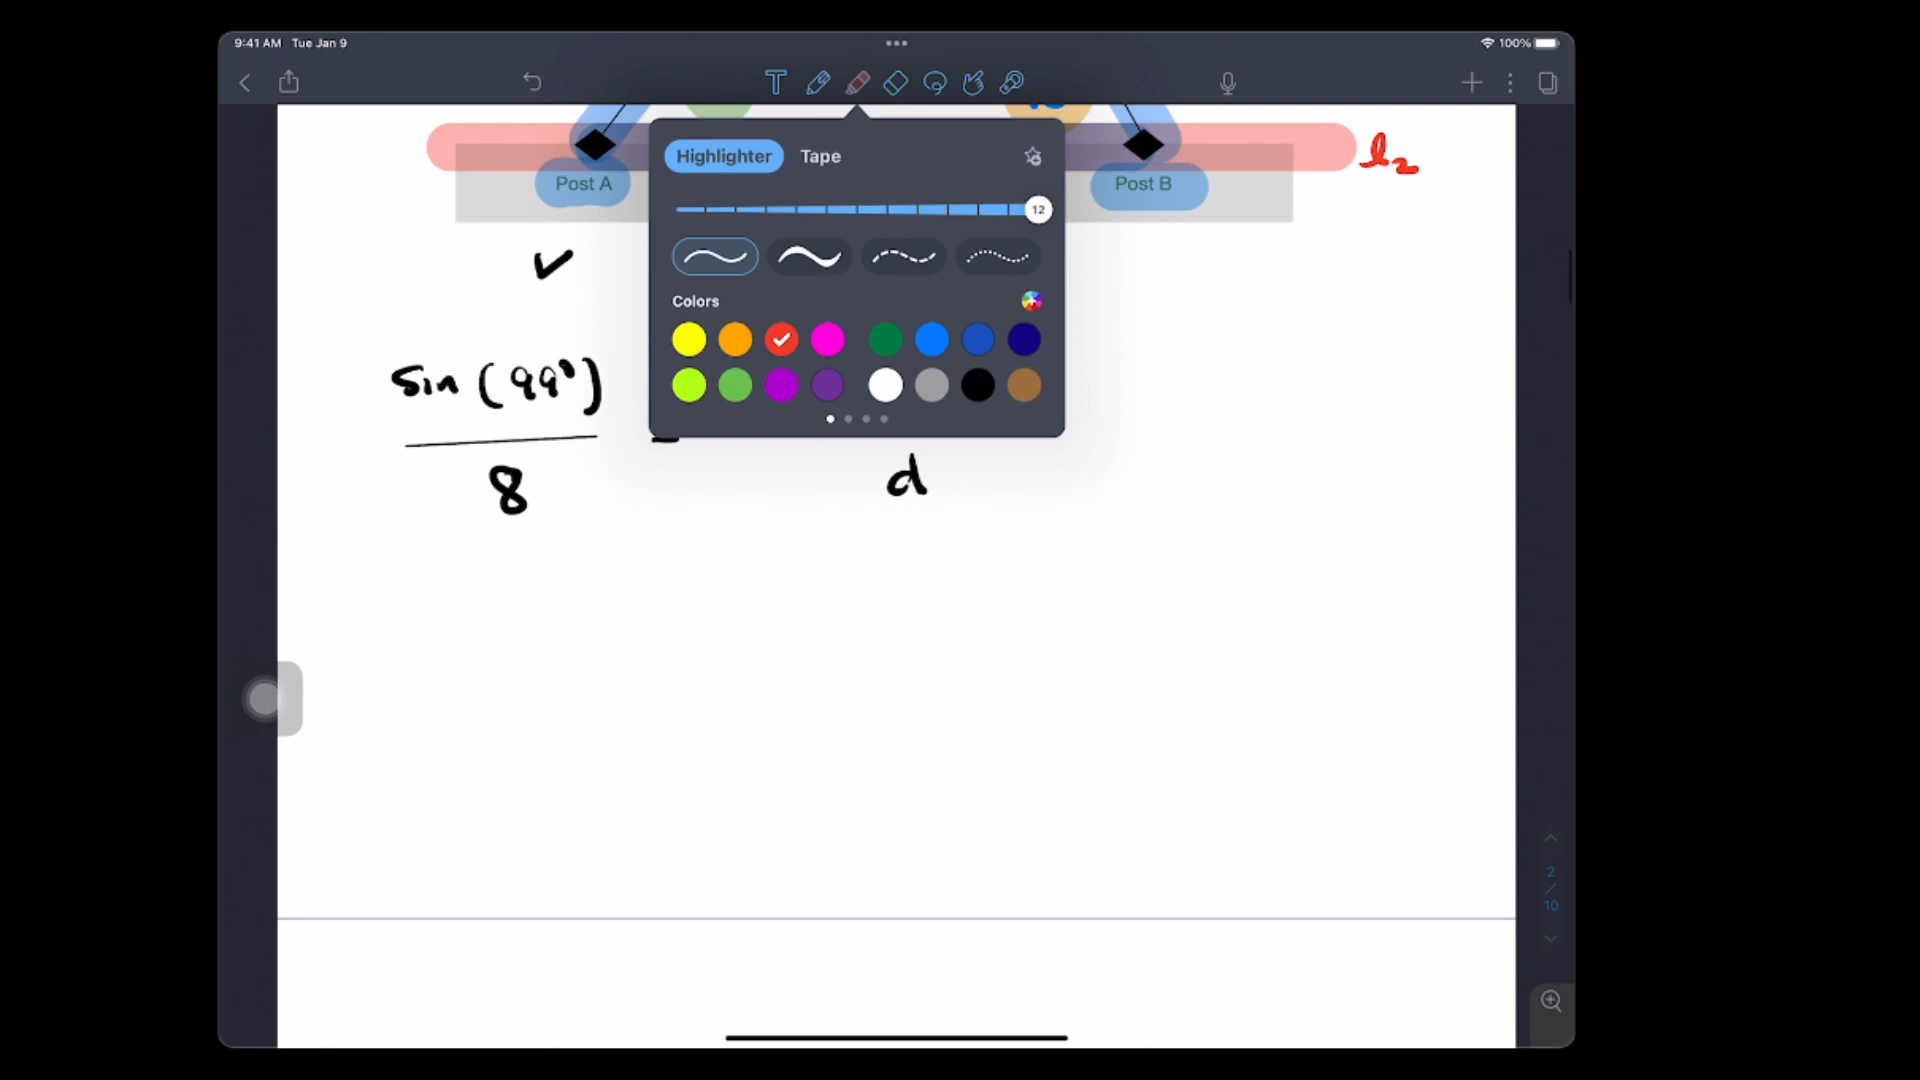 9:41 AM Tue Jan 9
100%
T
l2
Highlighter Tape
Post A
Post B
12
Colors
sin (99°)
8
d
2
/
10